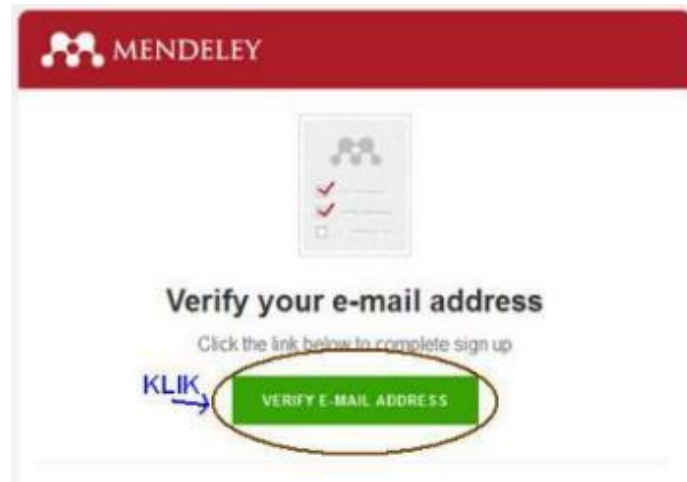 MENDELEY
Verify your e-mail address
Click the link below to complete sign up
KLIK
VERIFY E-MAIL ADDRESS